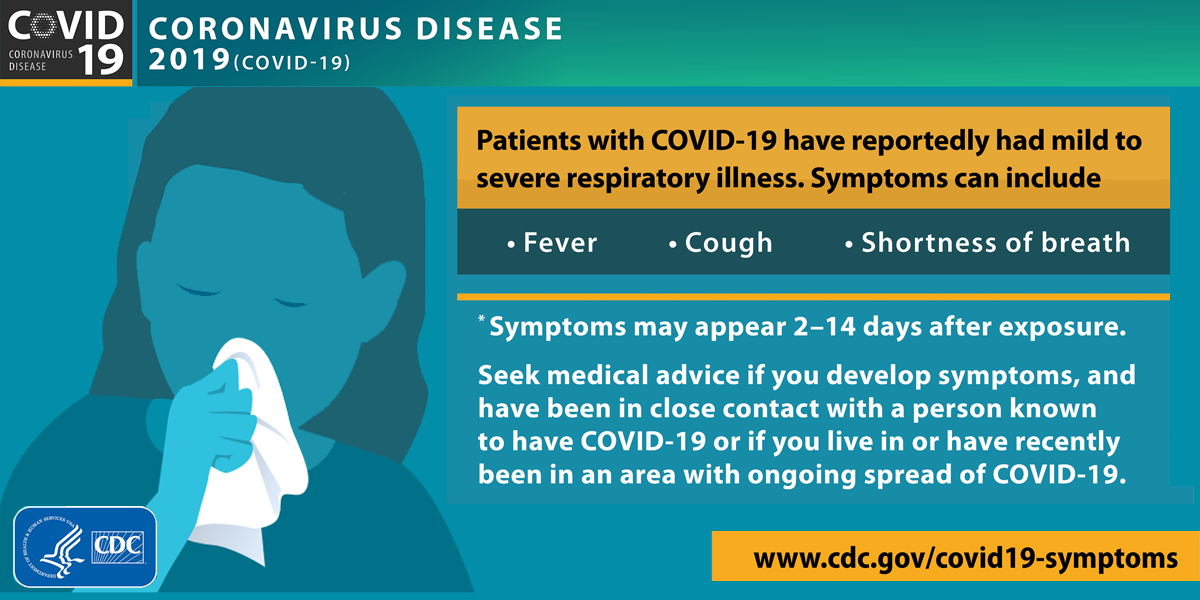 COVID
CORONAVIRUS
DISEASE
19
CORONAVIRUS DISEASE
2019 (COVID-19)
Patients with COVID-19 have reportedly had mild to
severe respiratory illness. Symptoms can include
• Fever • Cough • Shortness of breath
* Symptoms may appear 2–14 days after exposure.
Seek medical advice if you develop symptoms, and
have been in close contact with a person known
to have COVID-19 or if you live in or have recently
been in an area with ongoing spread of COVID-19.
DEPARTMENT OF HEALTH & HUMAN SERVICES • USA
CDC
www.cdc.gov/covid19-symptoms